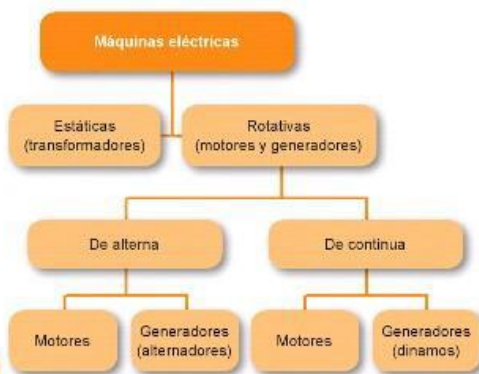 Máquinas eléctricas
Estáticas
(transformadores)
Rotativas
(motores y generadores)
De alterna
De continua
Motores
Generadores
(alternadores)
Motores
Generadores
(dinamos)